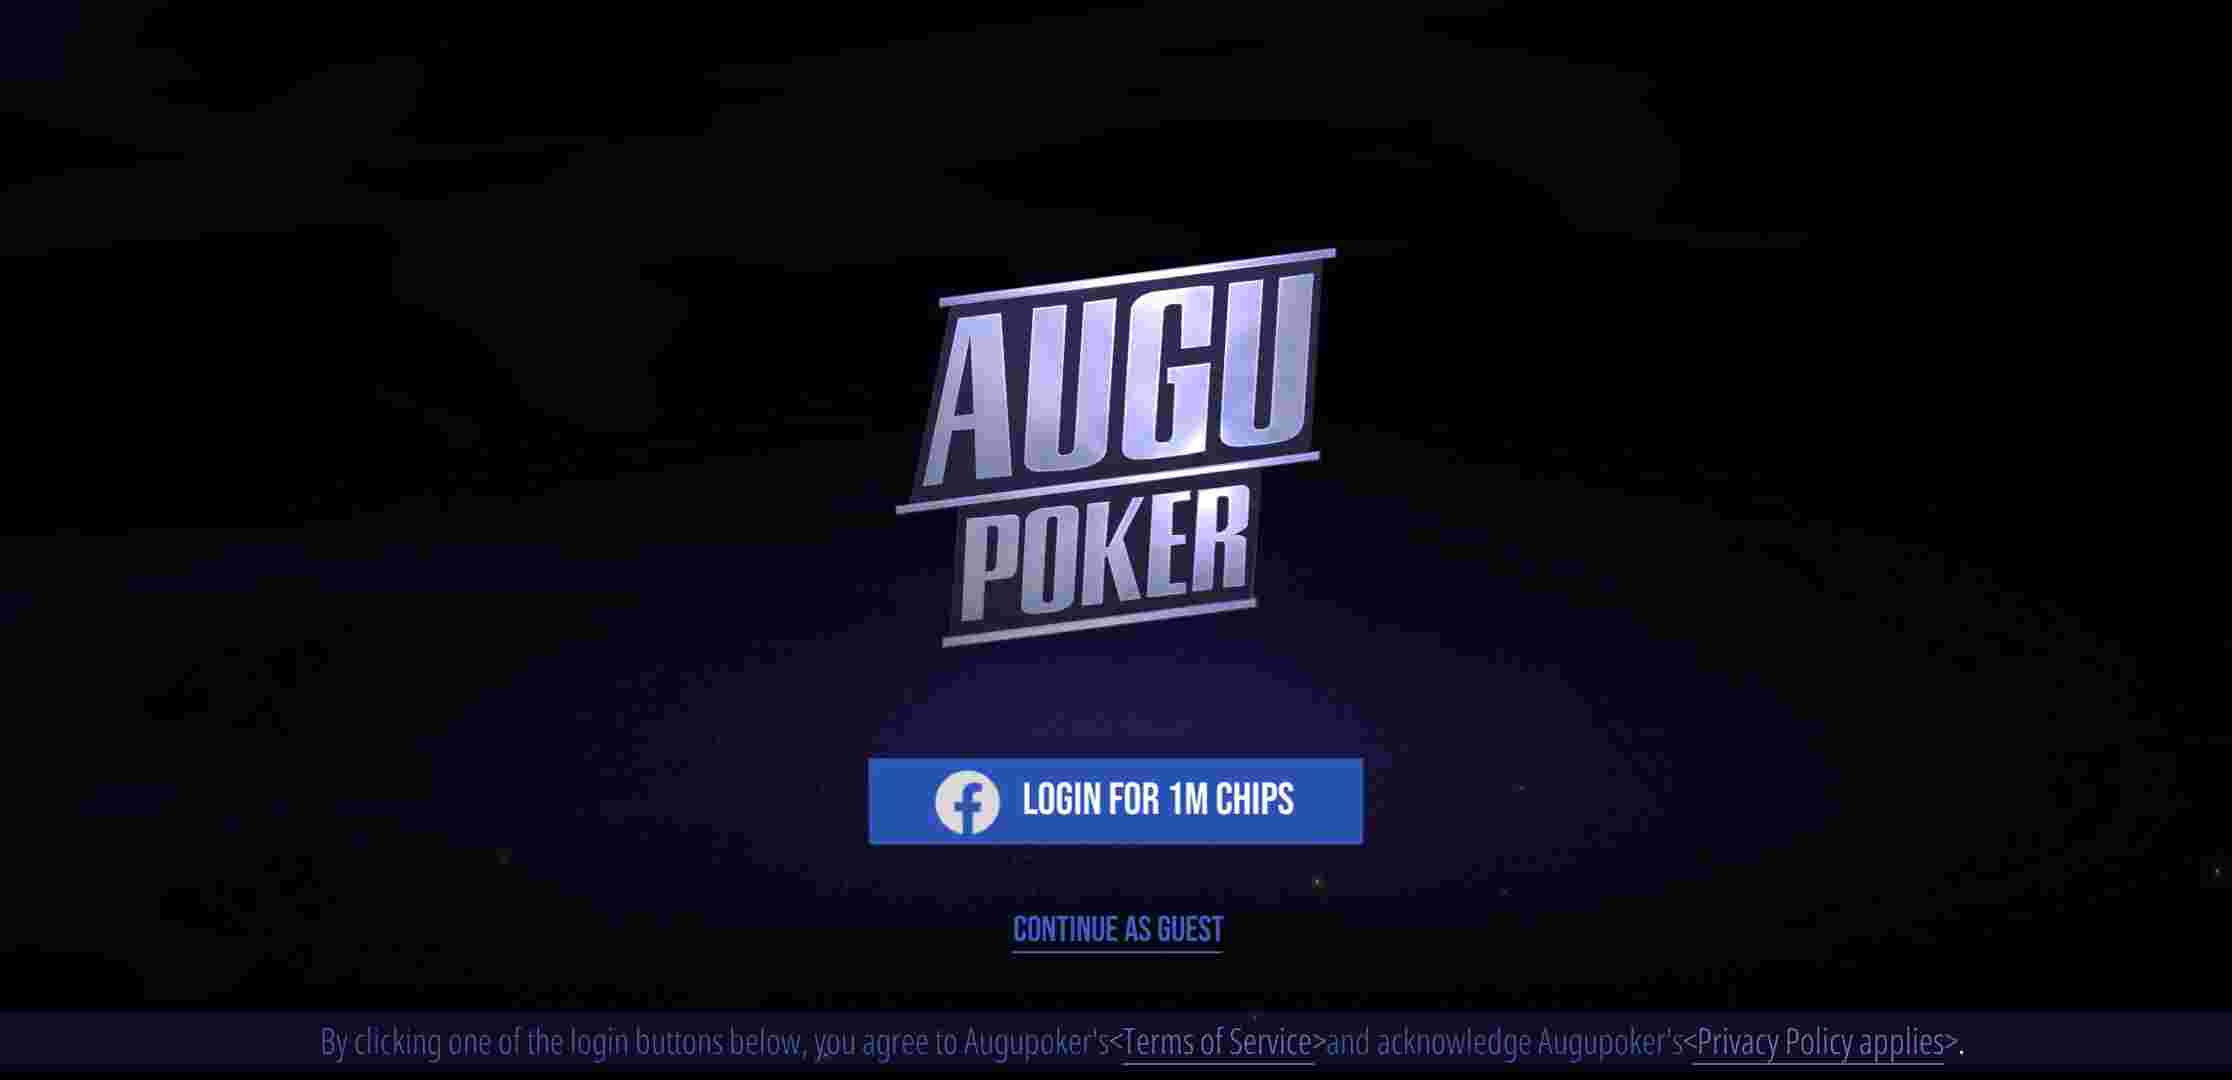 AUGU
POKER
LOGIN FOR 1M CHIPS
CONTINUE AS GUEST
By clicking one of the login buttons below, you agree to Augupoker's<Terms of Service>and acknowledge Augupoker's<Privacy Policy applies>.